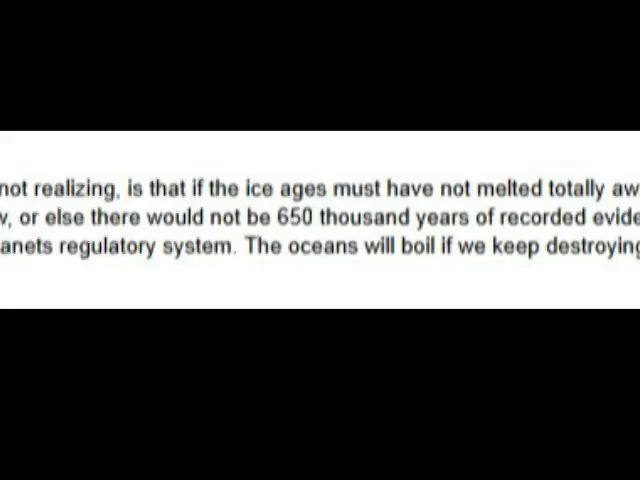 not realizing, is that if the ice ages must have not melted totally aw
, or else there would not be 650 thousand years of recorded evide
anets regulatory system. The oceans will boil if we keep destroying